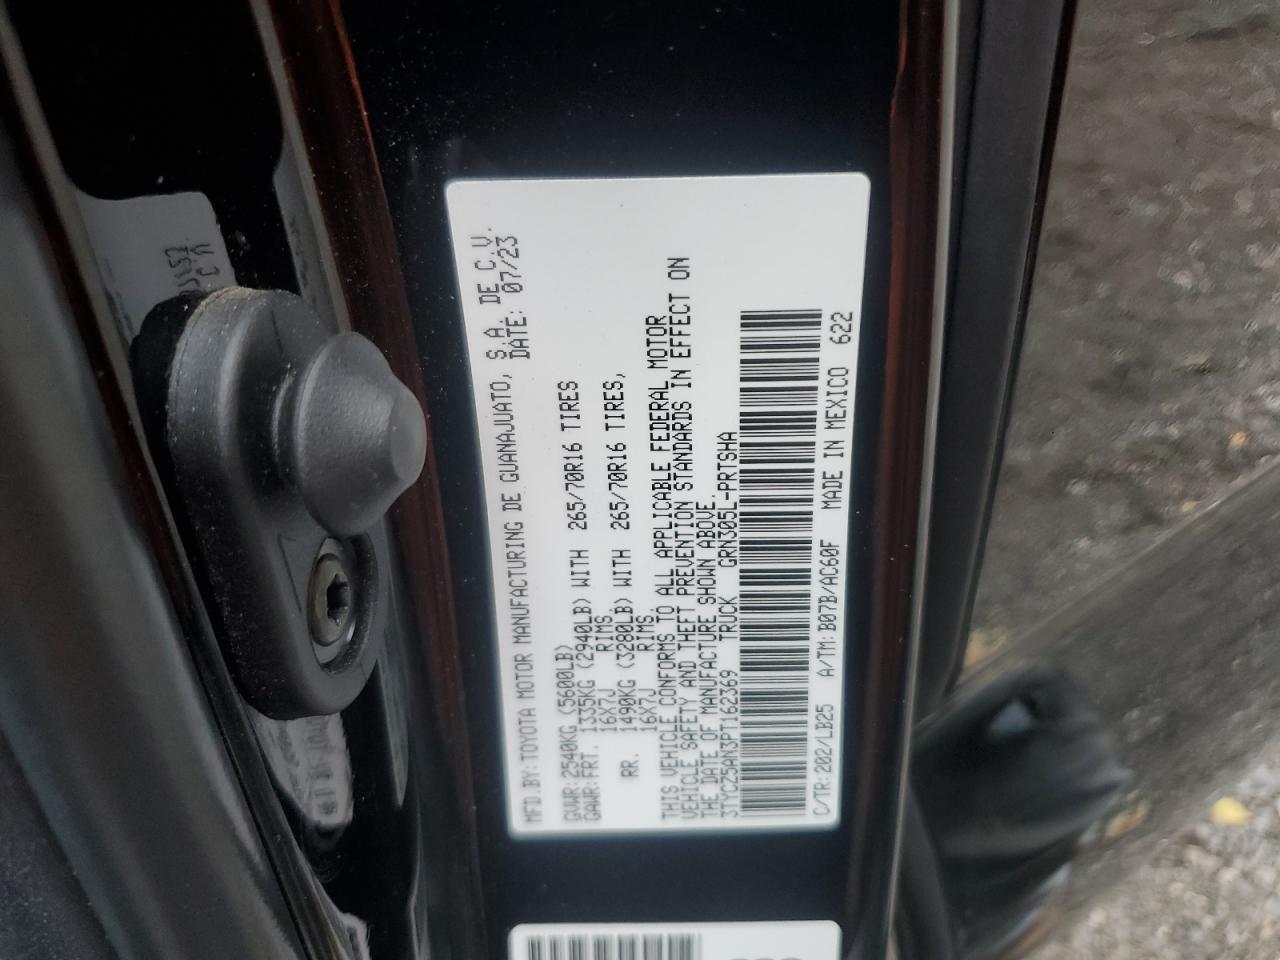 MFD.BY:TOYOTA MOTOR MANUFACTURING DE GUANAJUATO, S.A. DE C.V.
DATE: 07/23
GVWR:2540KG (5600LB)
GAWR:FRT. 1335KG (2940LB) WITH 265/70R16 TIRES
16X7J RIMS.
RR. 1490KG (3280LB) WITH 265/70R16 TIRES,
16X7J RIMS.
THIS VEHICLE CONFORMS TO ALL APPLICABLE FEDERAL MOTOR
VEHICLE SAFETY AND THEFT PREVENTION STANDARDS IN EFFECT ON
THE DATE OF MANUFACTURE SHOWN ABOVE.
3TYCZ5AN3PT162369 TRUCK GRN305L-PRTSHA
C/TR:202/LB25 A/TM:B07B/AC60F MADE IN MEXICO 622